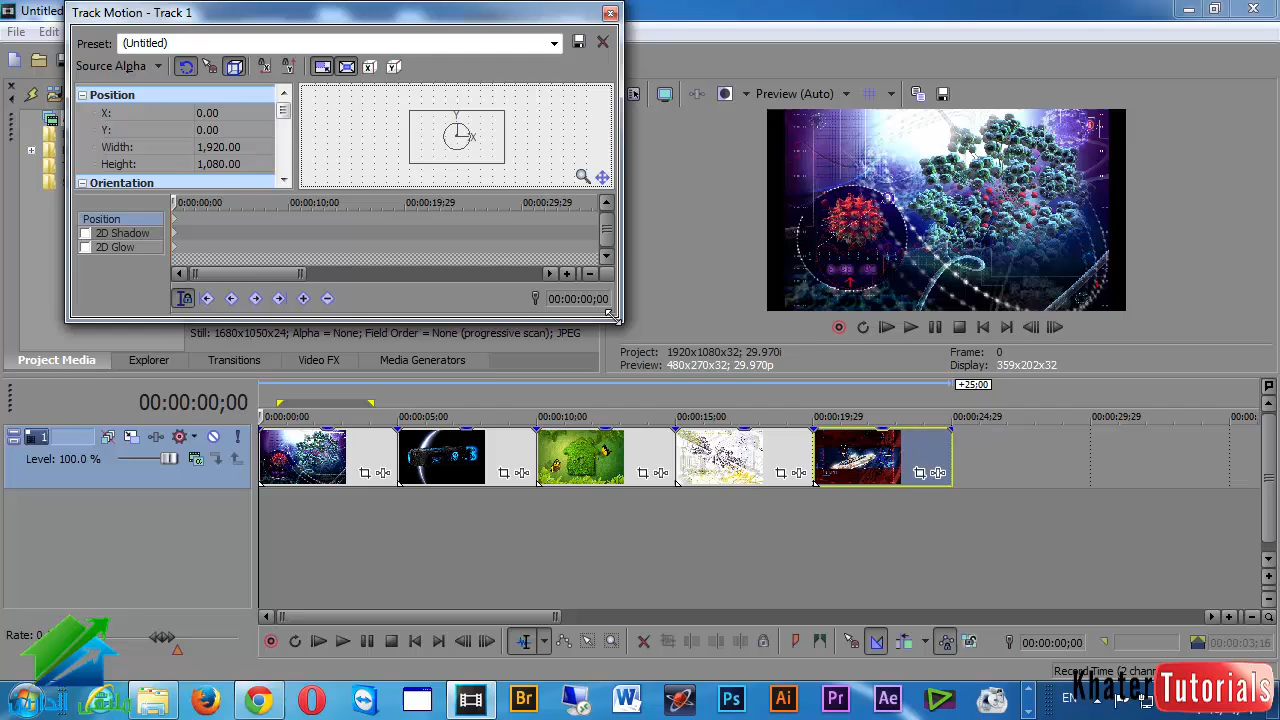 Untitled
Track Motion - Track 1
File Edit
Preset: (Untitled)
Source Alpha
Position
X: 0.00
Y: 0.00
Width: 1,920.00
Height: 1,080.00
Orientation
Y
X
0:00:00;00 00:00:10;00 00:00:19;29 00:00:29;29
Position
2D Shadow
2D Glow
00:00:00;00
Preview (Auto)
Still: 1680x1050x24; Alpha = None; Field Order = None (progressive scan); JPEG
Project Media Explorer Transitions Video FX Media Generators
Project: 1920x1080x32; 29.970i Frame: 0
Preview: 480x270x32; 29.970p Display: 359x202x32
+25;00
00:00:00;00
0:00:00;00 00:00:05;00 00:00:10;00 00:00:15;00 00:00:19;29 00:00:24;29 00:00:29;29 00:00:
1
Level: 100.0 %
Rate: 0
00:00:00;00 00:00:03;16
Record Time (2 channe
Br W Ps Ai Pr Ae EN
Khater Tutorials